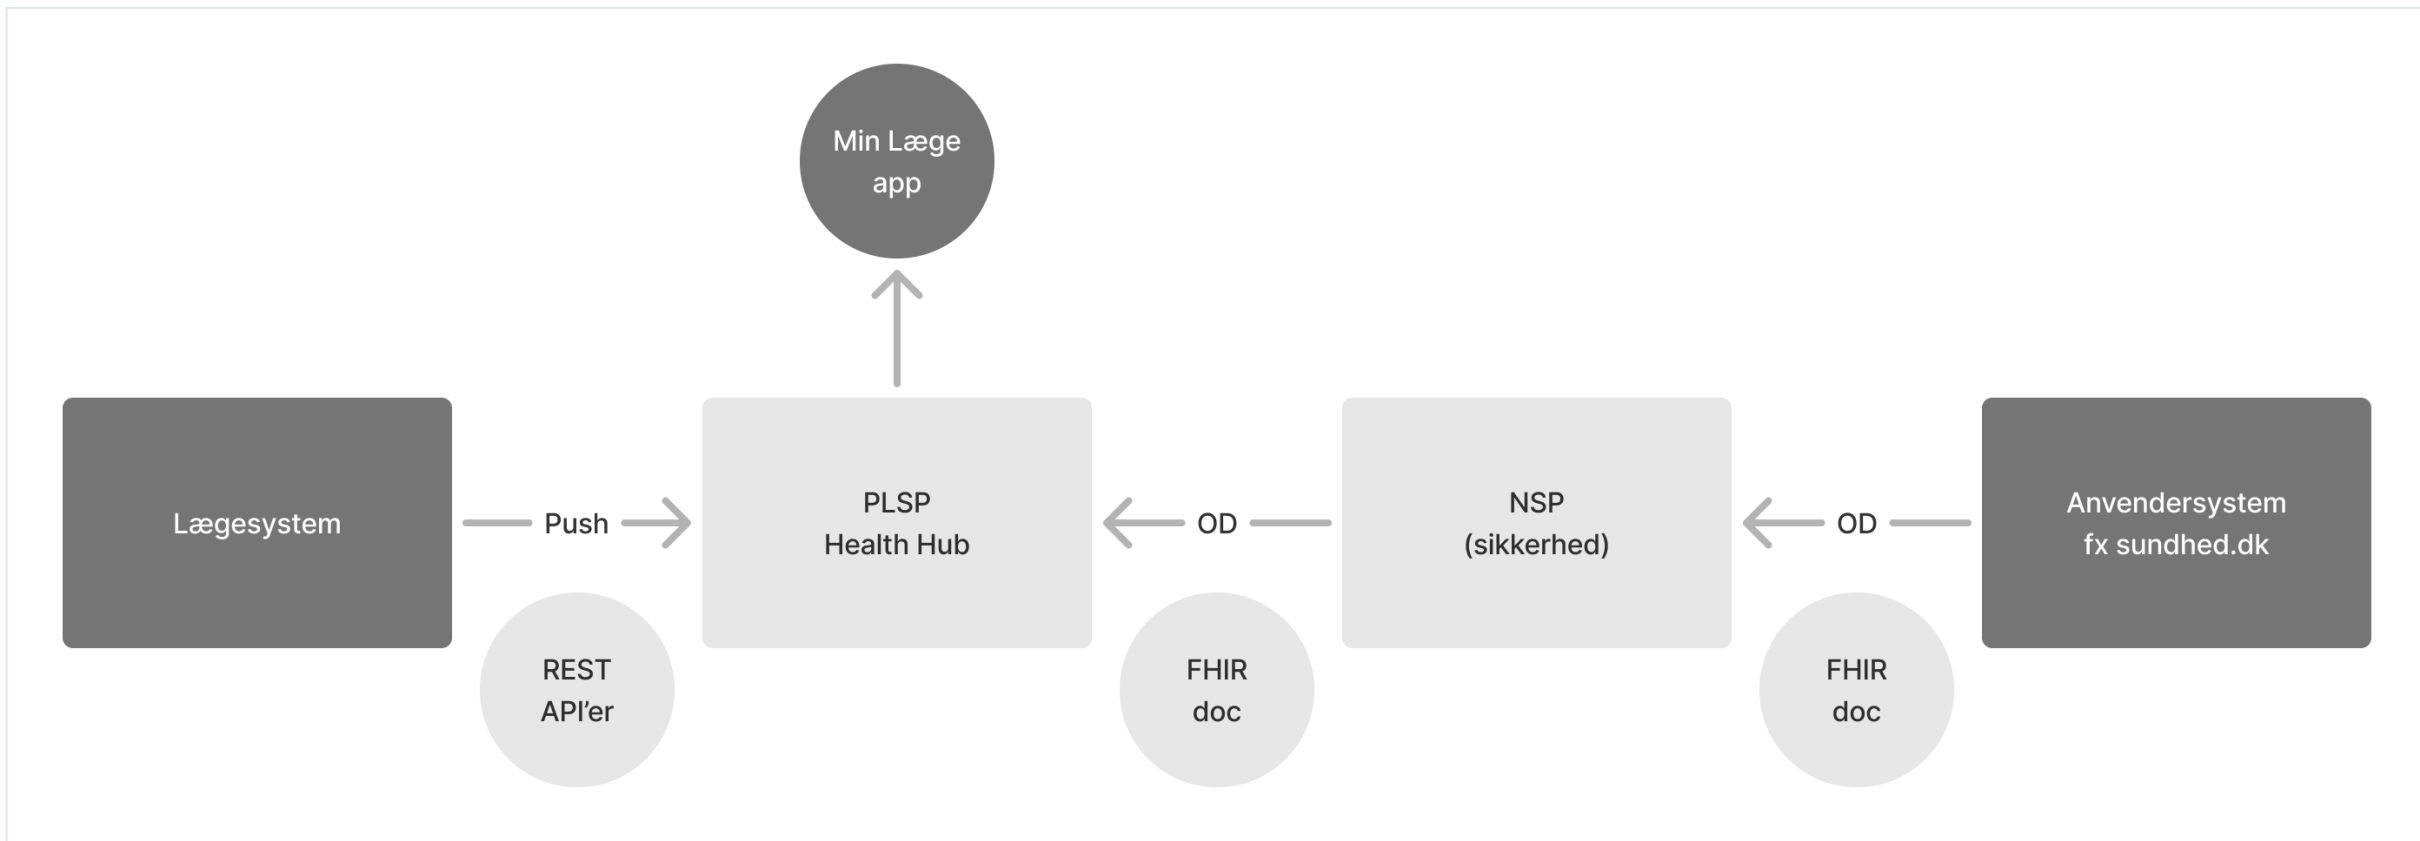 Min Læge
app
Lægesystem
Push
PLSP
Health Hub
OD
NSP
(sikkerhed)
OD
Anvendersystem
fx sundhed.dk
REST
API’er
FHIR
doc
FHIR
doc